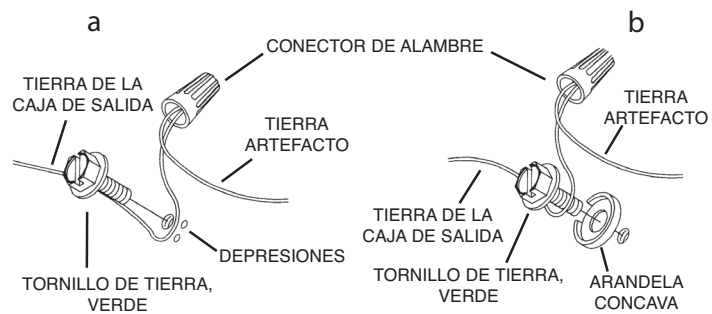 a
b
CONECTOR DE ALAMBRE
TIERRA DE LA
CAJA DE SALIDA
TIERRA
ARTEFACTO
DEPRESIONES
TORNILLO DE TIERRA,
VERDE
TIERRA
ARTEFACTO
TIERRA DE LA
CAJA DE SALIDA
TORNILLO DE TIERRA,
VERDE
ARANDELA
CONCAVA